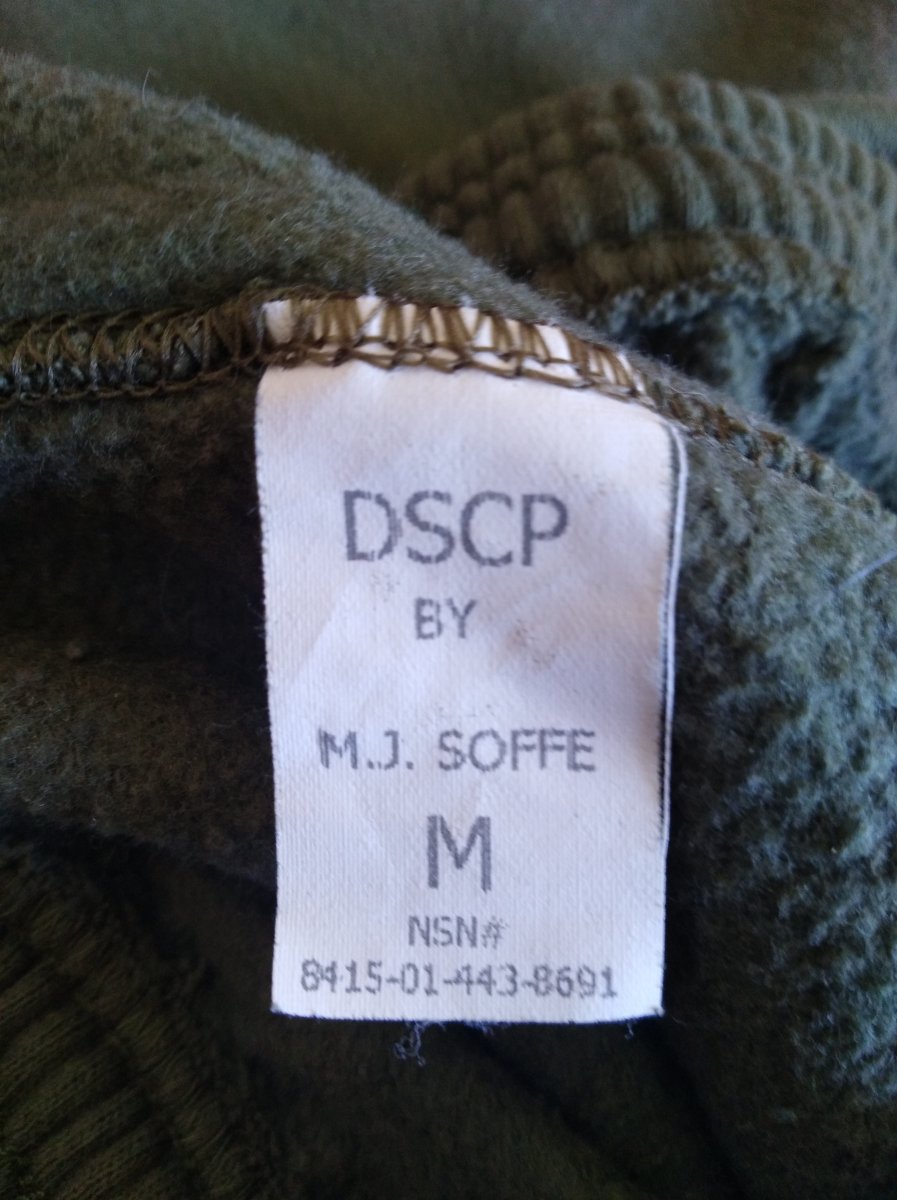 DSCP
BY
M.J. SOFFE
M
NSN#
8415-01-443-8691